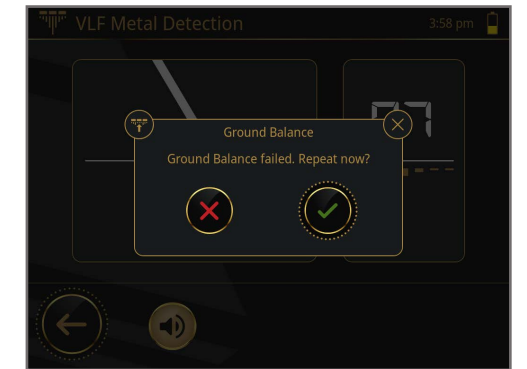 VLF Metal Detection
3:58 pm
Ground Balance
Ground Balance failed. Repeat now?